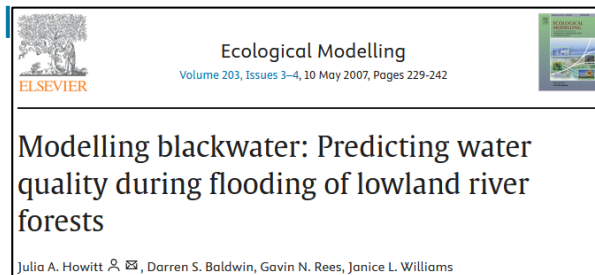 Ecological Modelling
Volume 203, Issues 3–4, 10 May 2007, Pages 229-242
ELSEVIER
Modelling blackwater: Predicting water
quality during flooding of lowland river
forests
Julia A. Howitt, Darren S. Baldwin, Gavin N. Rees, Janice L. Williams